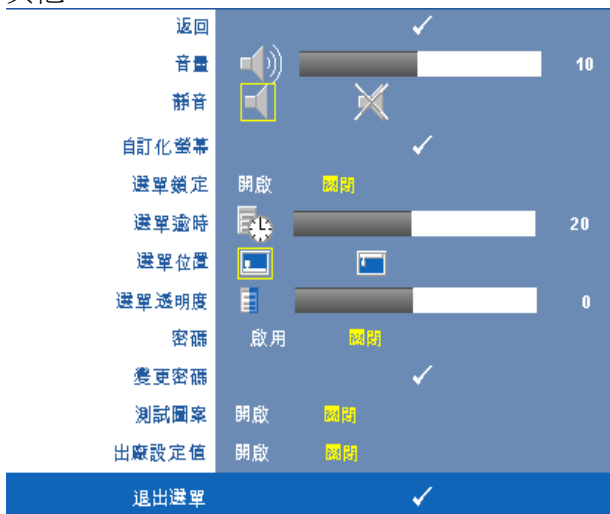 返回
音量 10
靜音
自訂化螢幕
選單鎖定 開啟 關閉
選單逾時 20
選單位置
選單透明度 0
密碼 啟用 關閉
變更密碼
測試圖案 開啟 關閉
出廠設定值 開啟 關閉
退出選單